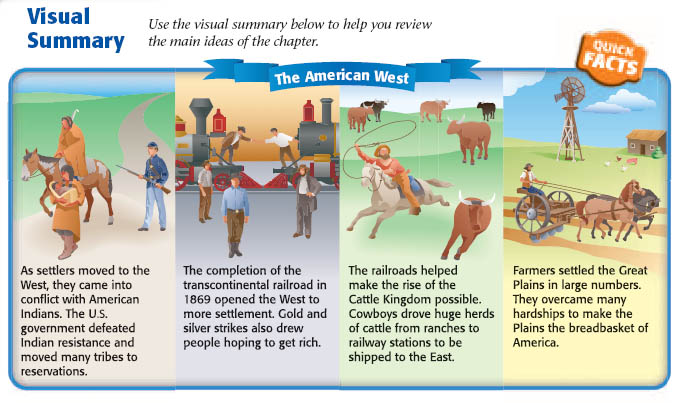 Visual
Summary
Use the visual summary below to help you review
the main ideas of the chapter.
QUICK
FACTS
The American West
As settlers moved to the
West, they came into
conflict with American
Indians. The U.S.
government defeated
Indian resistance and
moved many tribes to
reservations.
The completion of the
transcontinental railroad in
1869 opened the West to
more settlement. Gold and
silver strikes also drew
people hoping to get rich.
The railroads helped
make the rise of the
Cattle Kingdom possible.
Cowboys drove huge herds
of cattle from ranches to
railway stations to be
shipped to the East.
Farmers settled the Great
Plains in large numbers.
They overcame many
hardships to make the
Plains the breadbasket of
America.